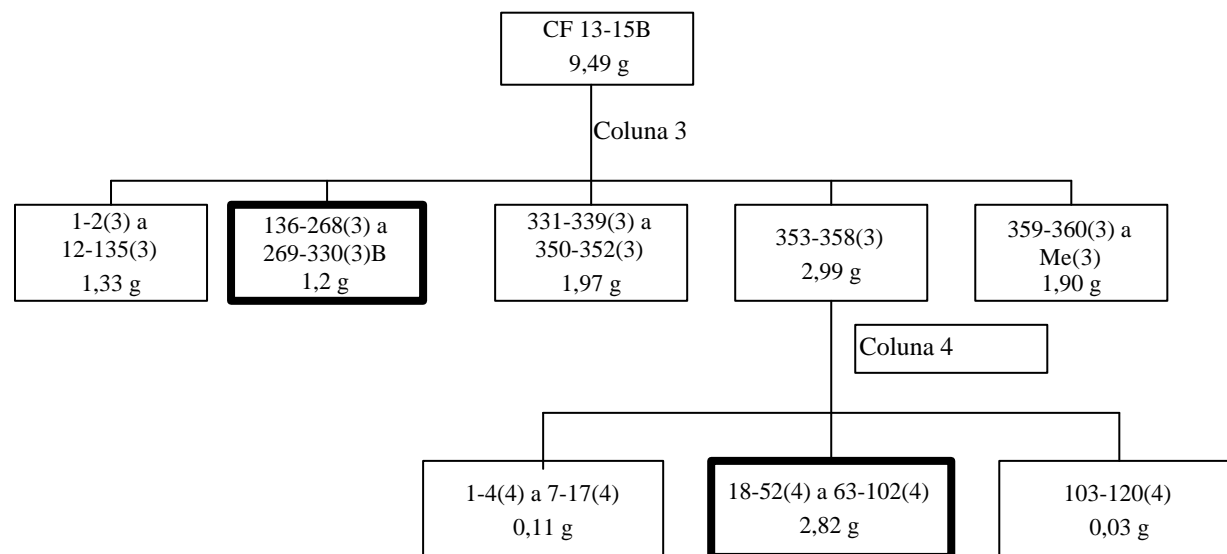 CF 13-15B
9,49 g
Coluna 3
1-2(3) a
12-135(3)
1,33 g
136-268(3) a
269-330(3)B
1,2 g
331-339(3) a
350-352(3)
1,97 g
353-358(3)
2,99 g
359-360(3) a
Me(3)
1,90 g
Coluna 4
1-4(4) a 7-17(4)
0,11 g
18-52(4) a 63-102(4)
2,82 g
103-120(4)
0,03 g